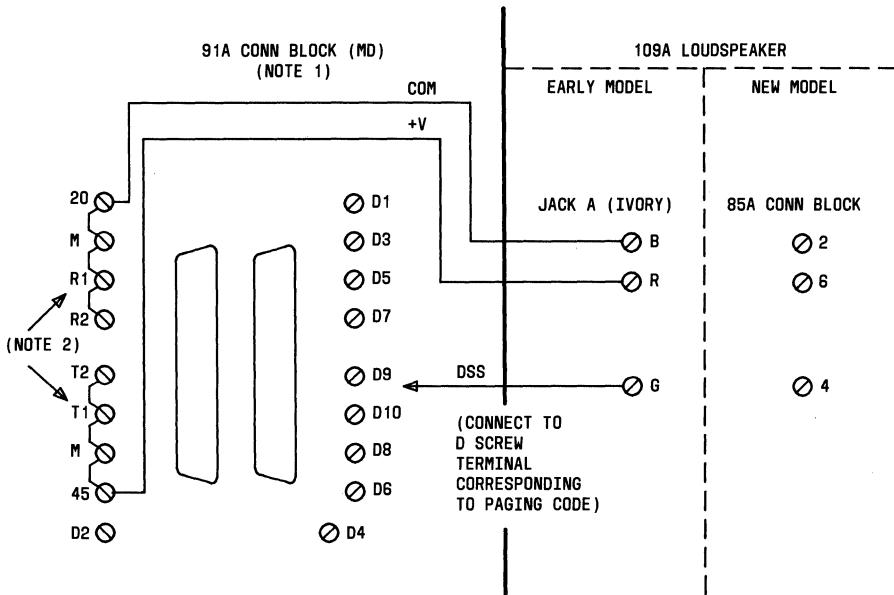 91A CONN BLOCK (MD)
(NOTE 1)
109A LOUDSPEAKER
EARLY MODEL
NEW MODEL
COM
+V
JACK A (IVORY)
85A CONN BLOCK
20
M
R1
R2
(NOTE 2)
T2
T1
M
45
D2
D1
D3
D5
D7
D9
D10
D8
D6
D4
DSS
B
R
G
2
6
4
(CONNECT TO
D SCREW
TERMINAL
CORRESPONDING
TO PAGING CODE)